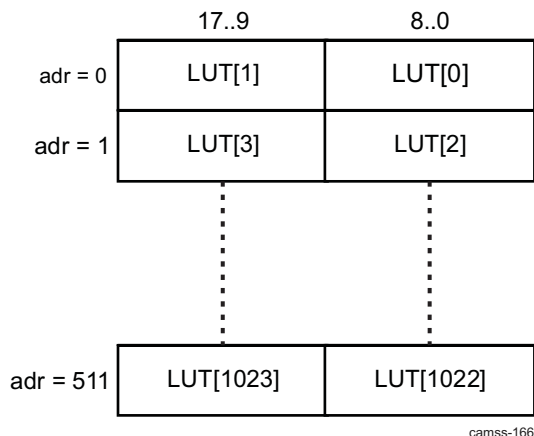 17..9 8..0
adr = 0 LUT[1] LUT[0]
adr = 1 LUT[3] LUT[2]
adr = 511 LUT[1023] LUT[1022]
camss-166